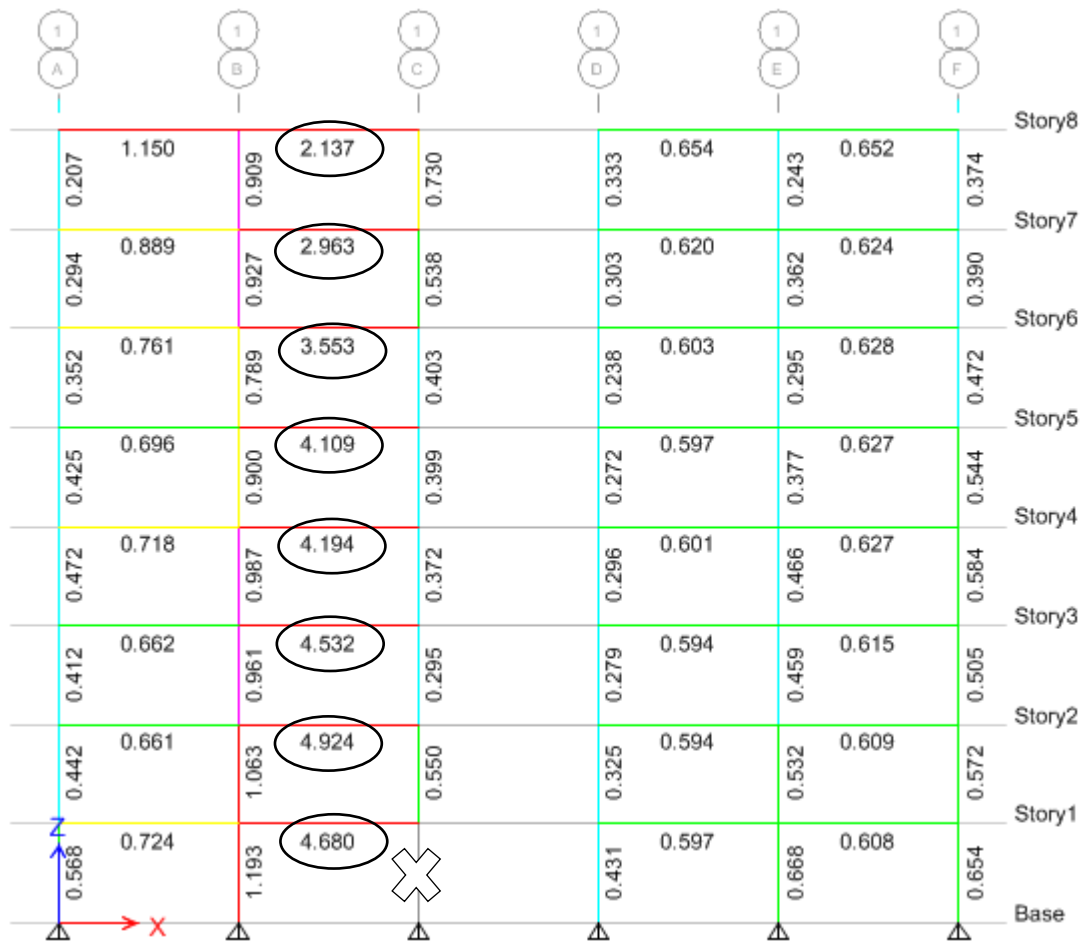 1 1 1 1 1 1
A B C D E F
Story8
1.150 2.137 0.654 0.652
0.207 0.909 0.730 0.333 0.243 0.374
Story7
0.889 2.963 0.620 0.624
0.294 0.927 0.538 0.303 0.362 0.390
Story6
0.761 3.553 0.603 0.628
0.352 0.789 0.403 0.238 0.295 0.472
Story5
0.696 4.109 0.597 0.627
0.425 0.900 0.399 0.272 0.377 0.544
Story4
0.718 4.194 0.601 0.627
0.472 0.987 0.372 0.296 0.466 0.584
Story3
0.662 4.532 0.594 0.615
0.412 0.961 0.295 0.279 0.459 0.505
Story2
0.661 4.924 0.594 0.609
0.442 1.063 0.550 0.325 0.532 0.572
Story1
Z
0.724 4.680 0.597 0.608
0.568 1.193 0.431 0.668 0.654
Base
X